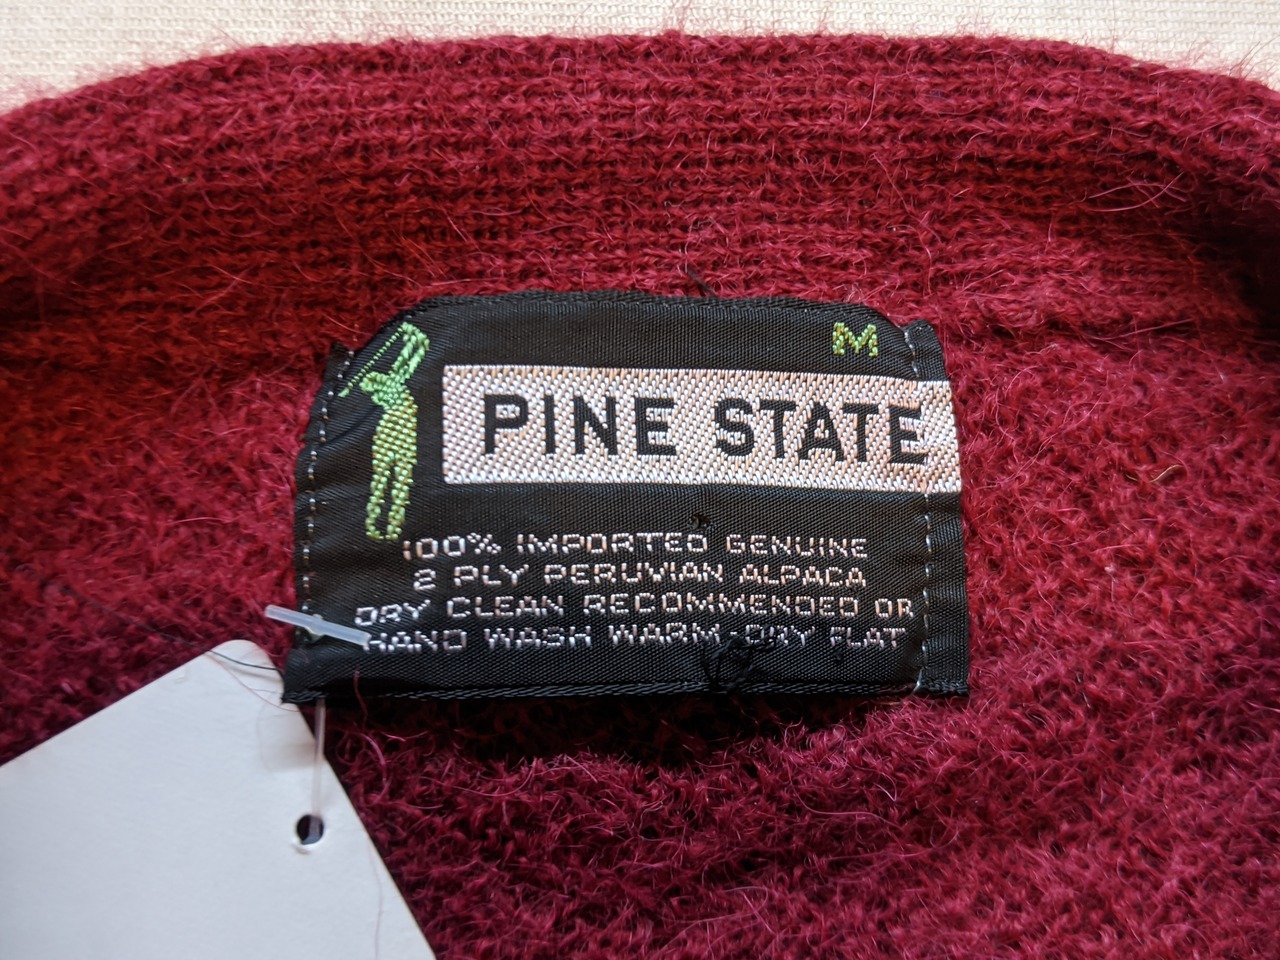 M
PINE STATE
100% IMPORTED GENUINE
2 PLY PERUVIAN ALPACA
DRY CLEAN RECOMMENDED OR
HAND WASH WARM DRY FLAT